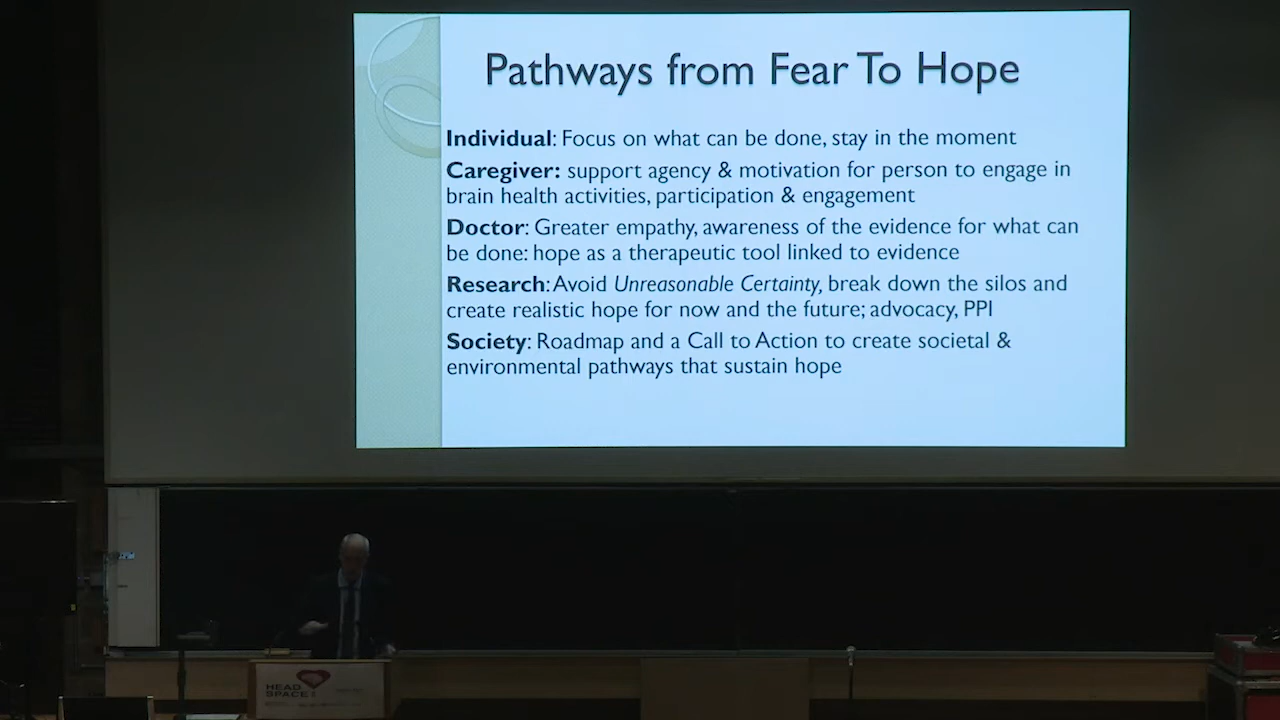 Pathways from Fear To Hope
Individual: Focus on what can be done, stay in the moment
Caregiver: support agency & motivation for person to engage in
brain health activities, participation & engagement
Doctor: Greater empathy, awareness of the evidence for what can
be done: hope as a therapeutic tool linked to evidence
Research: Avoid Unreasonable Certainty, break down the silos and
create realistic hope for now and the future; advocacy, PPI
Society: Roadmap and a Call to Action to create societal &
environmental pathways that sustain hope
HEAD
SPACE